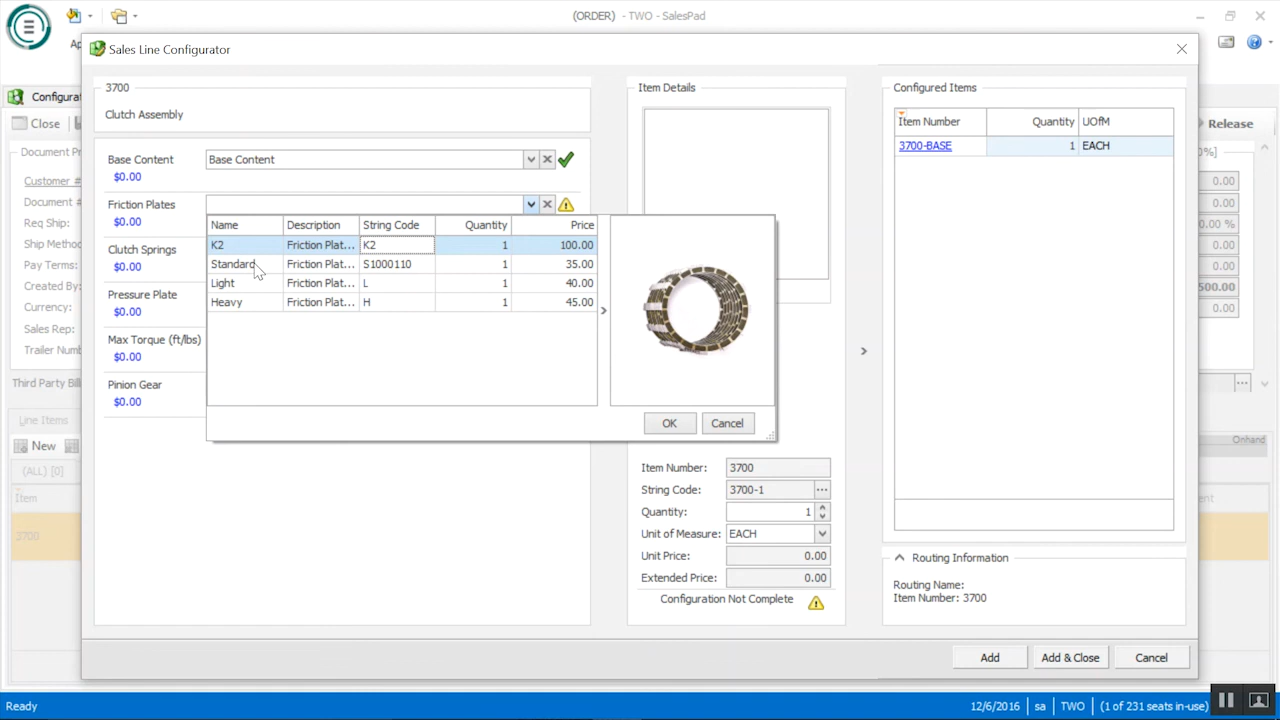 (ORDER) - TWO - SalesPad
Ap
Sales Line Configurator
Configurat
Close
Release
Document Pr
Customer #
Document #
Req Ship:
Ship Method
Pay Terms:
Created By:
Currency:
Sales Rep:
Trailer Numb
Third Party Bill
Line Items
New
(ALL) [0]
Item
3700
3700
Clutch Assembly
Base Content
Base Content
$0.00
Friction Plates
$0.00
Clutch Springs
$0.00
Pressure Plate
$0.00
Max Torque (ft/lbs)
$0.00
Pinion Gear
$0.00
Name Description String Code Quantity Price
K2 Friction Plat... K2 1 100.00
Standard Friction Plat... S1000110 1 35.00
Light Friction Plat... L 1 40.00
Heavy Friction Plat... H 1 45.00
OK Cancel
Item Details
Item Number: 3700
String Code: 3700-1
Quantity: 1
Unit of Measure: EACH
Unit Price: 0.00
Extended Price: 0.00
Configuration Not Complete
Configured Items
Item Number Quantity UOfM
3700-BASE 1 EACH
Routing Information
Routing Name:
Item Number: 3700
0%]
0.00
0.00
0.00 %
0.00
0.00
500.00
0.00
Onhand
ent
Add Add & Close Cancel
Ready
12/6/2016 sa TWO (1 of 231 seats in-use)